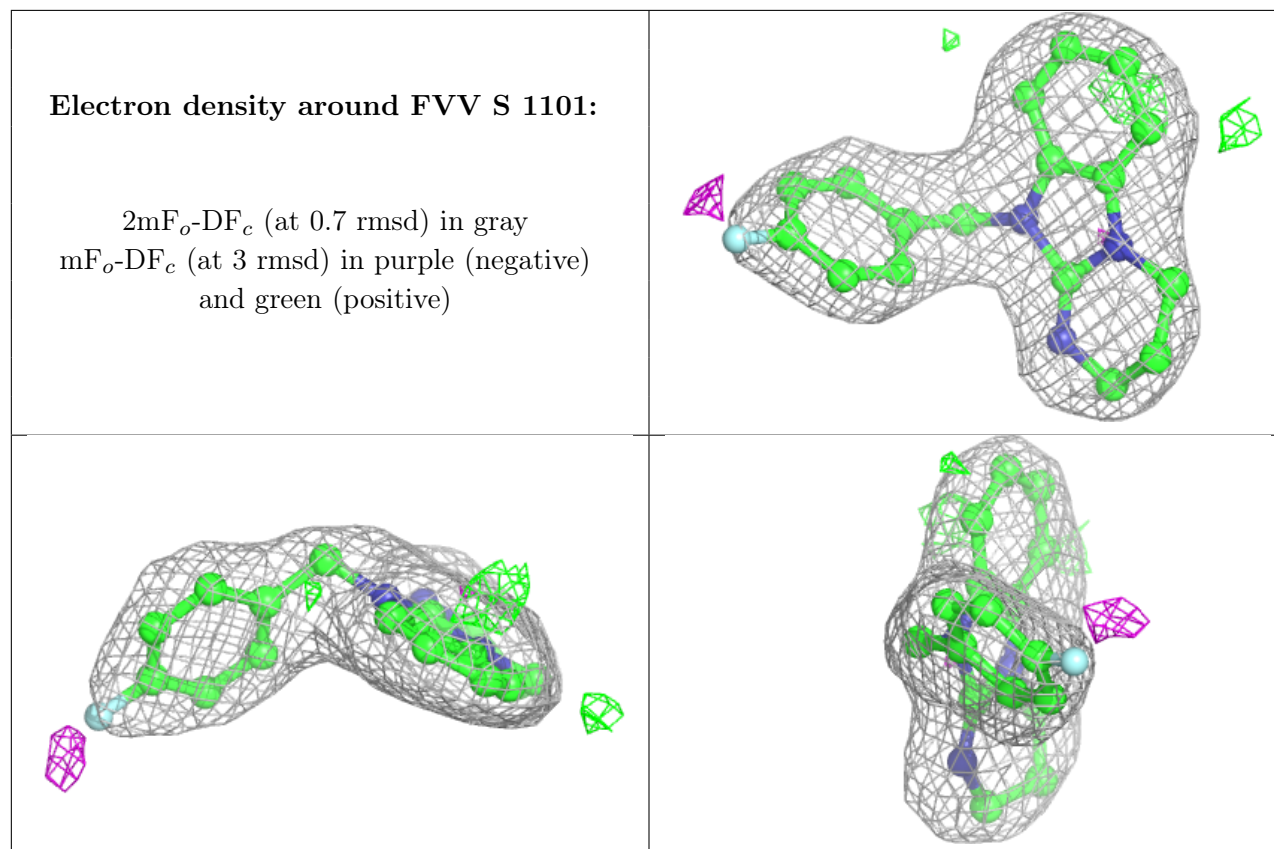 Electron density around FVV S 1101:
2mFo-DFc (at 0.7 rmsd) in gray
mFo-DFc (at 3 rmsd) in purple (negative)
and green (positive)